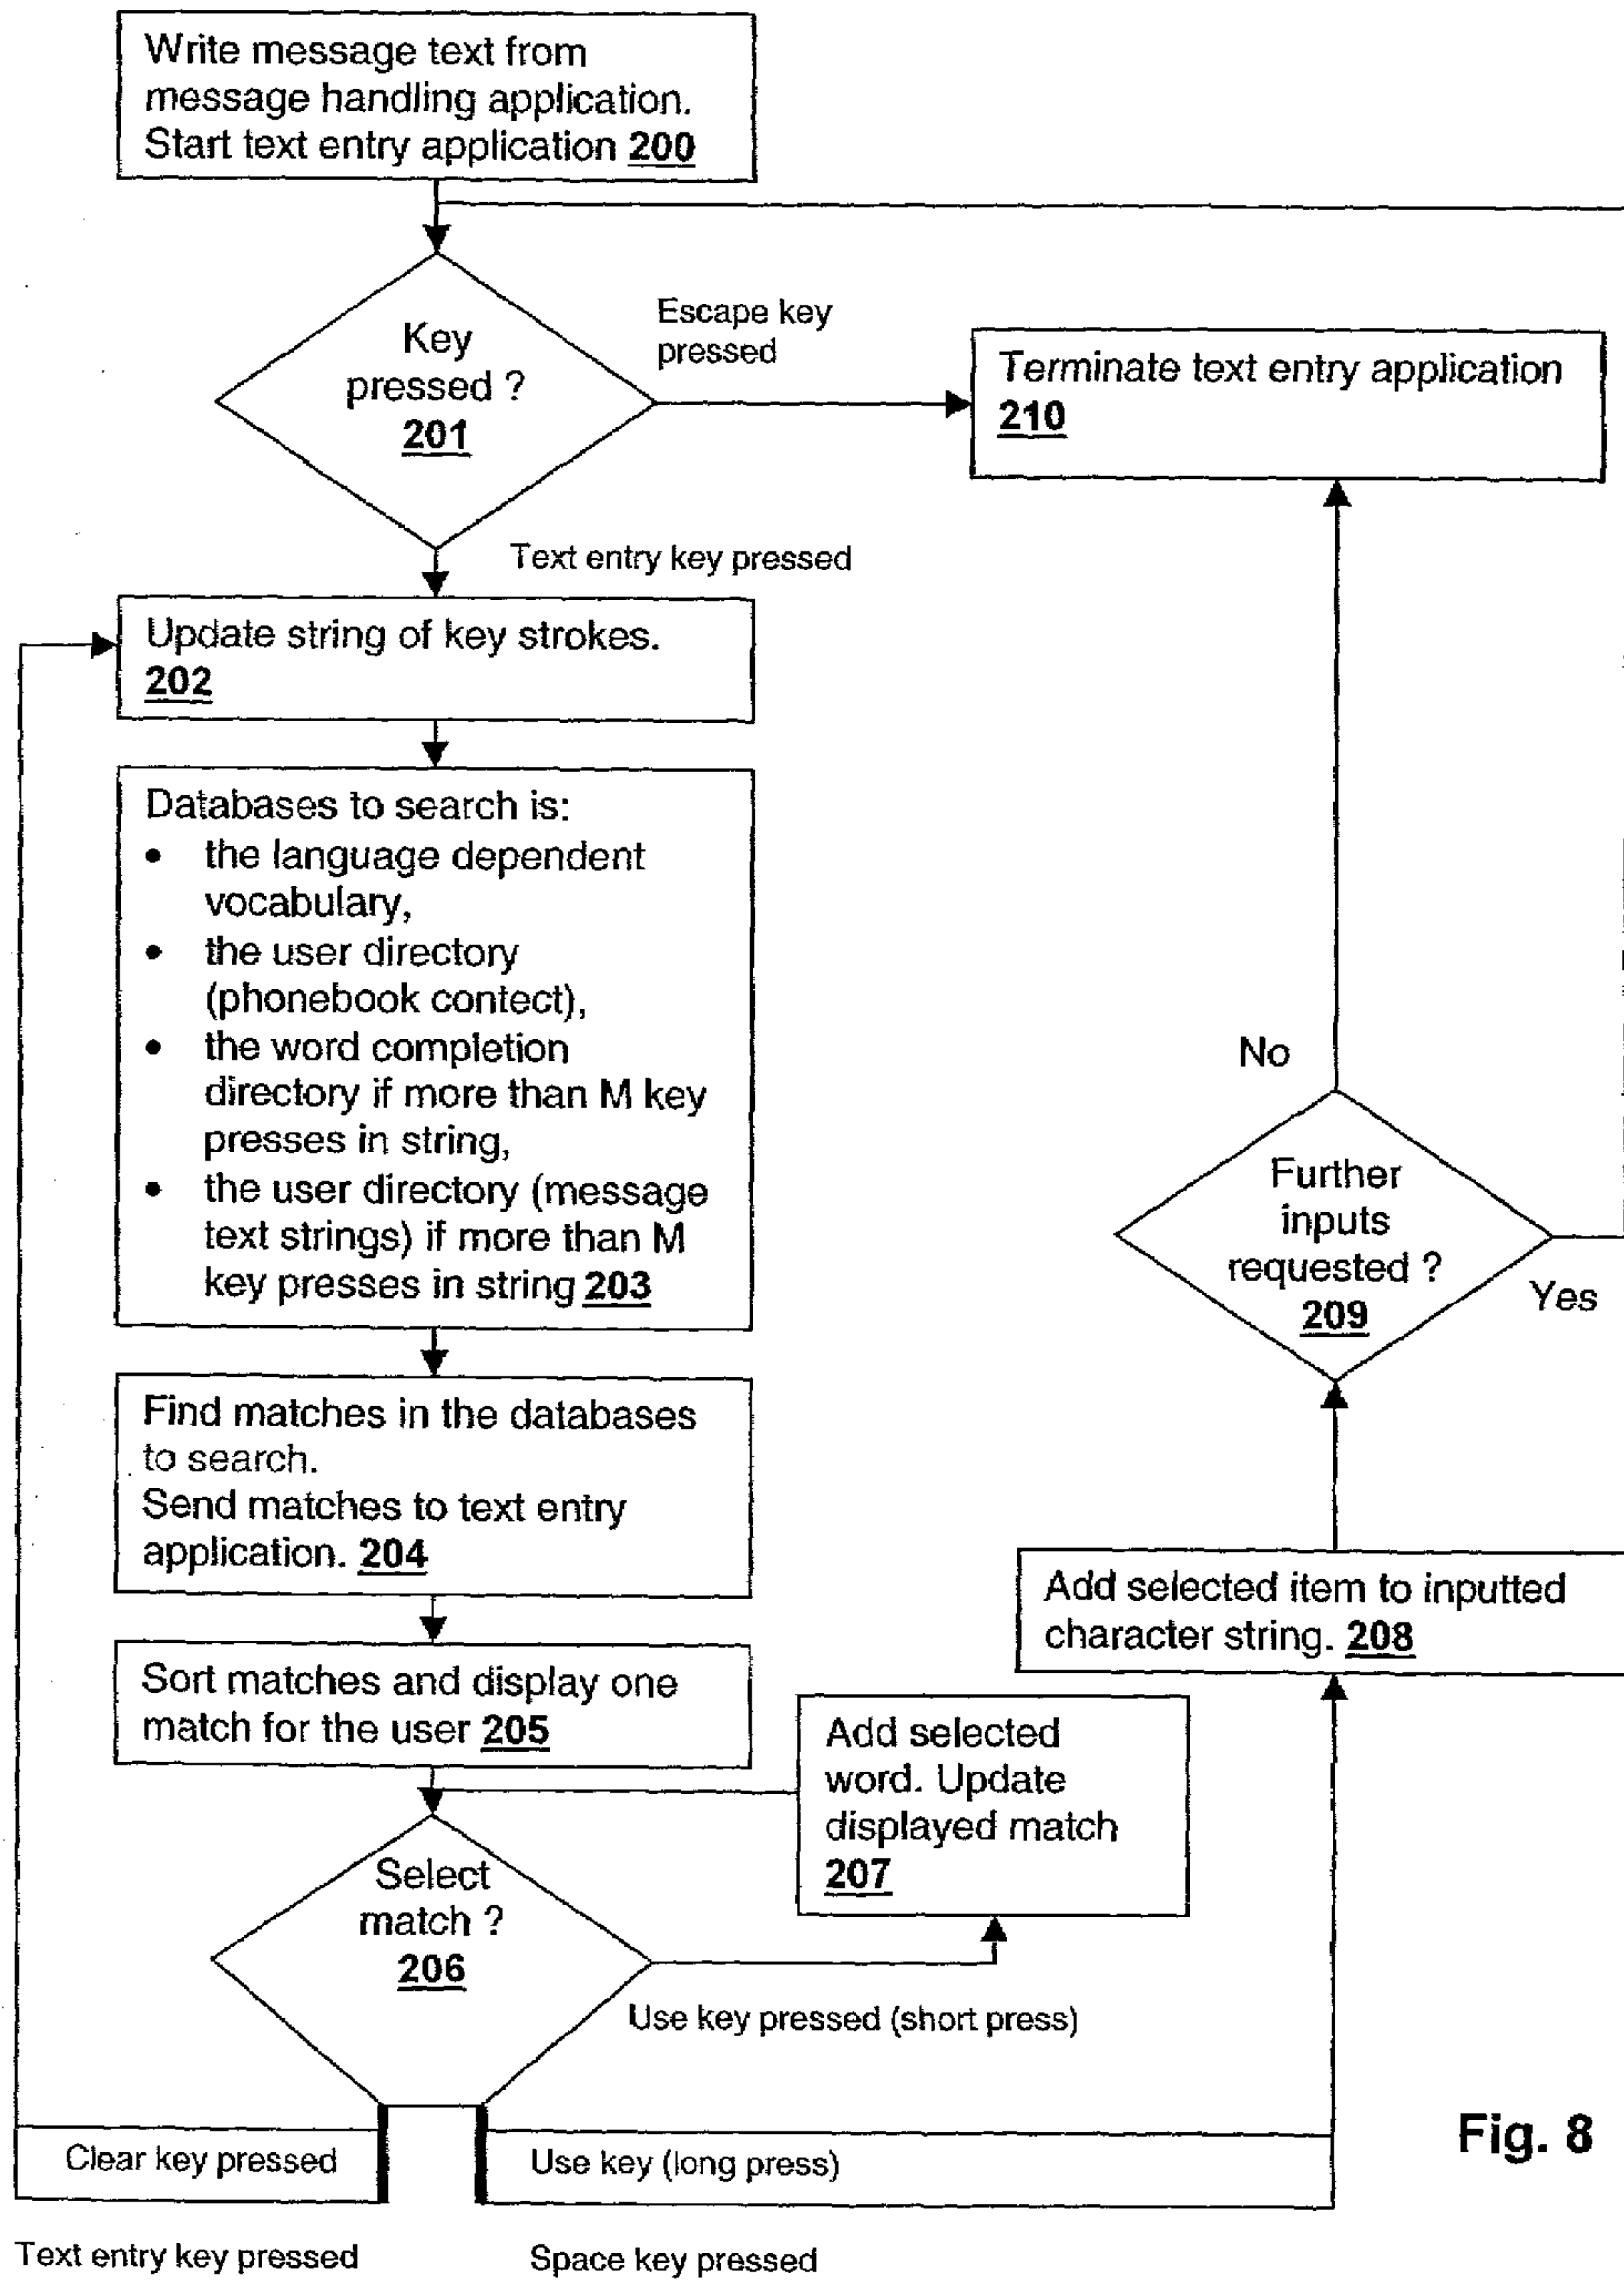 Write message text from
message handling application.
Start text entry application 200
Key
pressed ?
201
Escape key
pressed
Terminate text entry application
210
Text entry key pressed
Update string of key strokes.
202
Databases to search is:
• the language dependent
vocabulary,
• the user directory
(phonebook contect),
• the word completion
directory if more than M key
presses in string,
• the user directory (message
text strings) if more than M
key presses in string 203
Find matches in the databases
to search.
Send matches to text entry
application. 204
Sort matches and display one
match for the user 205
Select
match ?
206
Add selected
word. Update
displayed match
207
Use key pressed (short press)
Clear key pressed
Use key (long press)
Text entry key pressed
Space key pressed
Add selected item to inputted
character string. 208
Further
inputs
requested ?
209
No
Yes
Fig. 8